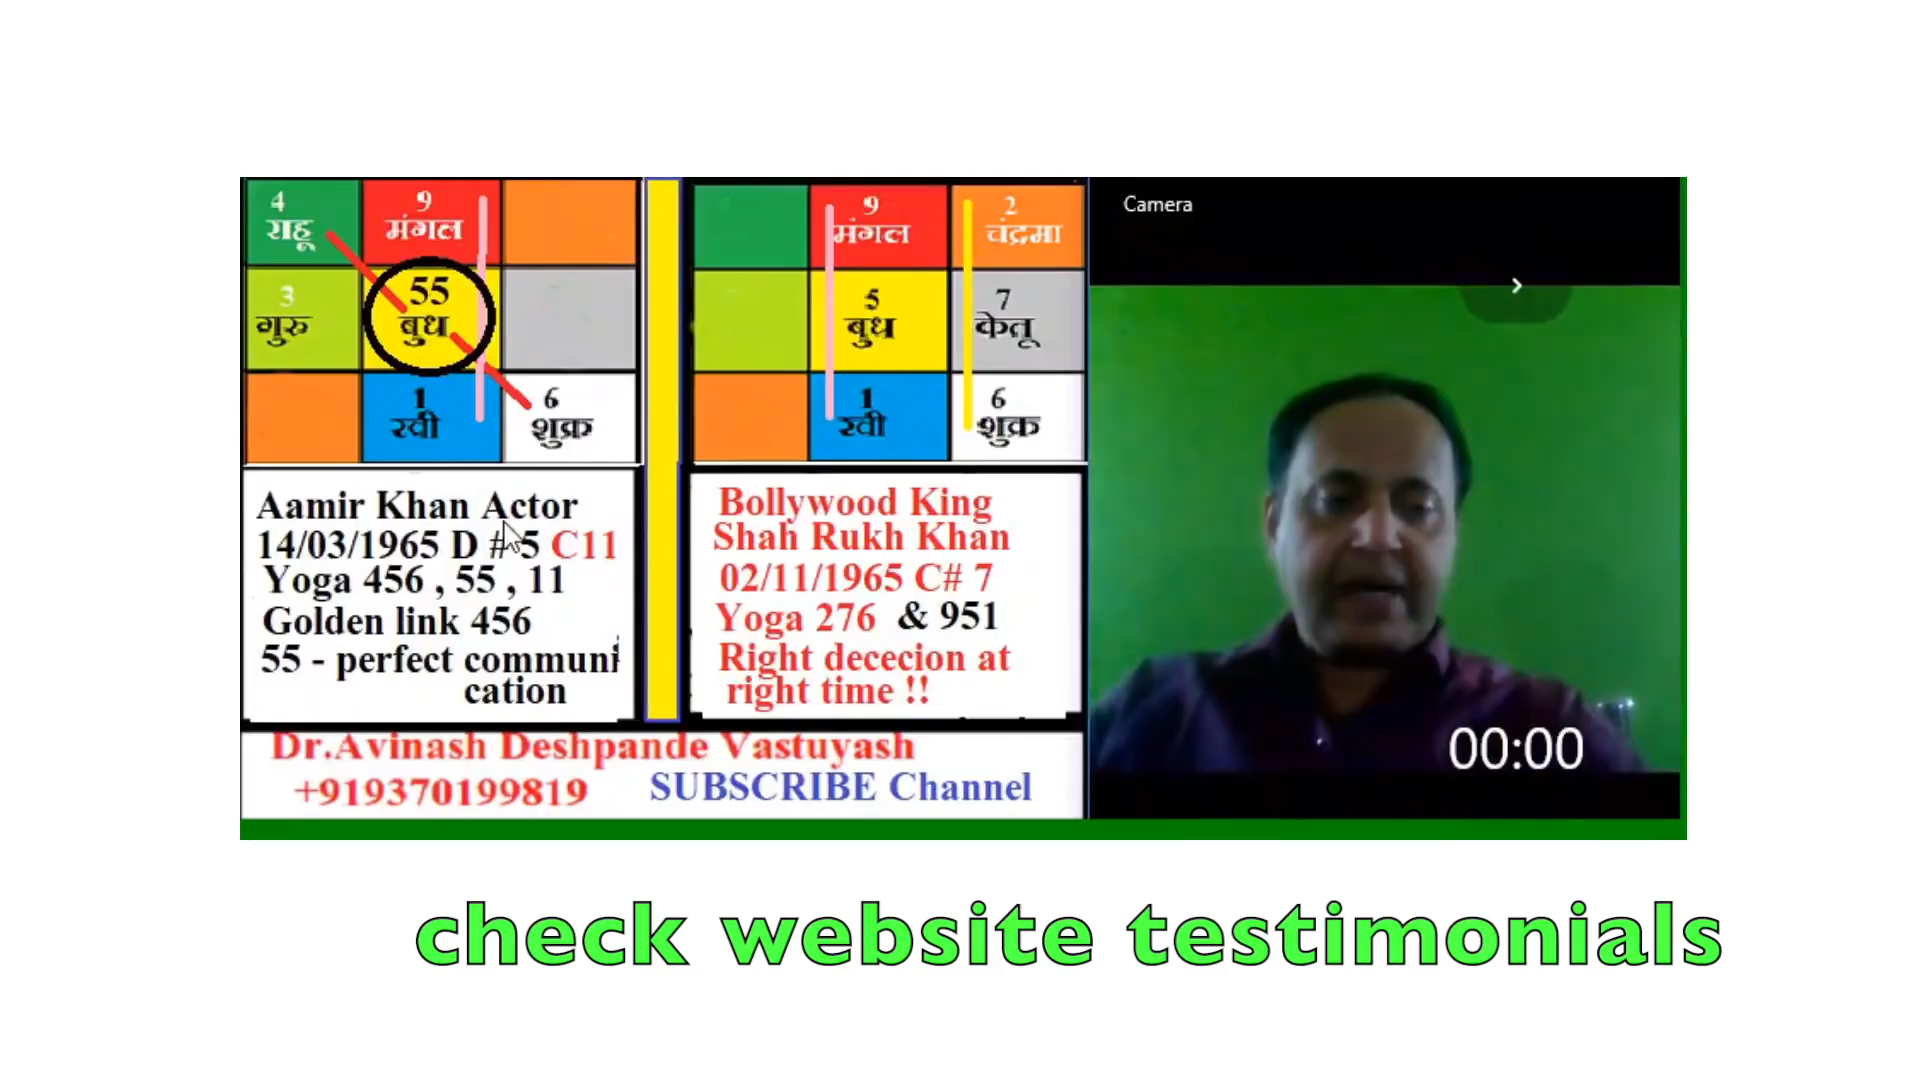 4
राहू
9
मंगल
3
गुरु
55
बुध
1
रवी
6
शुक्र
Aamir Khan Actor
14/03/1965 D # 5 C11
Yoga 456 , 55 , 11
Golden link 456
55 - perfect communi
cation
9
मंगल
2
चंद्रमा
5
बुध
7
केतू
1
रवी
6
शुक्र
Bollywood King
Shah Rukh Khan
02/11/1965 C# 7
Yoga 276 & 951
Right dececion at
right time !!
Dr.Avinash Deshpande Vastuyash
+919370199819 SUBSCRIBE Channel
Camera
00:00
check website testimonials